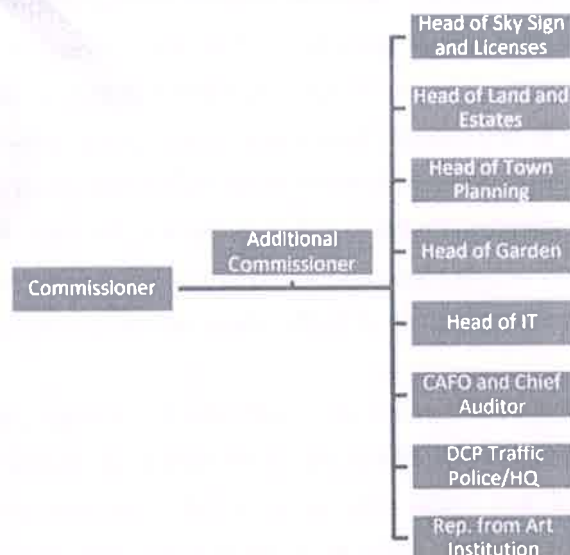 Commissioner
Additional
Commissioner
Head of Sky Sign
and Licenses
Head of Land and
Estates
Head of Town
Planning
Head of Garden
Head of IT
CAFO and Chief
Auditor
DCP Traffic
Police/HQ
Rep. from Art
Institution